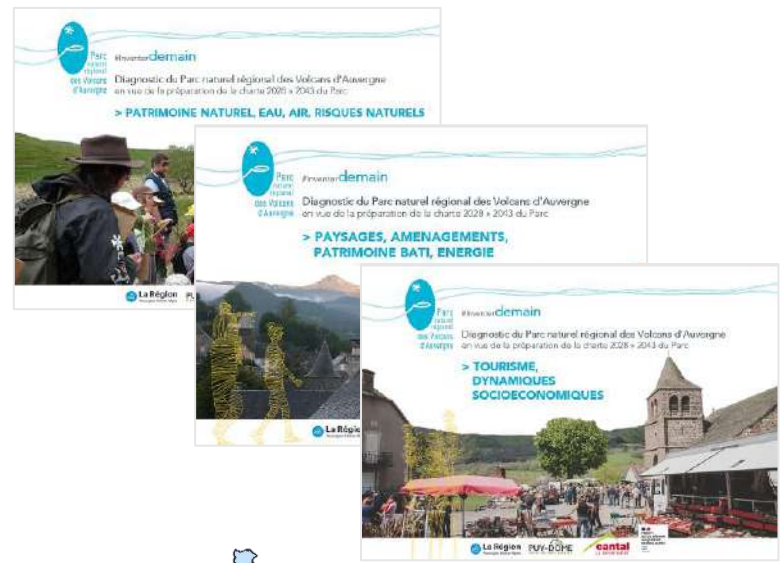 Parc
naturel
régional
des Volcans
d'Auvergne
#Inventerdemain
Diagnostic du Parc naturel régional des Volcans d'Auvergne
en vue de la préparation de la charte 2028 » 2043 du Parc
> PATRIMOINE NATUREL, EAU, AIR, RISQUES NATURELS
La Région
Parc
naturel
régional
des Volcans
d'Auvergne
#Inventerdemain
Diagnostic du Parc naturel régional des Volcans d'Auvergne
en vue de la préparation de la charte 2028 » 2043 du Parc
> PAYSAGES, AMENAGEMENTS,
PATRIMOINE BATI, ENERGIE
La Régio
Parc
naturel
régional
des Volcans
d'Auvergne
#Inventerdemain
Diagnostic du Parc naturel régional des Volcans d'Auvergne
en vue de la préparation de la charte 2028 » 2043 du Parc
> TOURISME,
DYNAMIQUES
SOCIOECONOMIQUES
La Région
PUY-DÔME
cantal